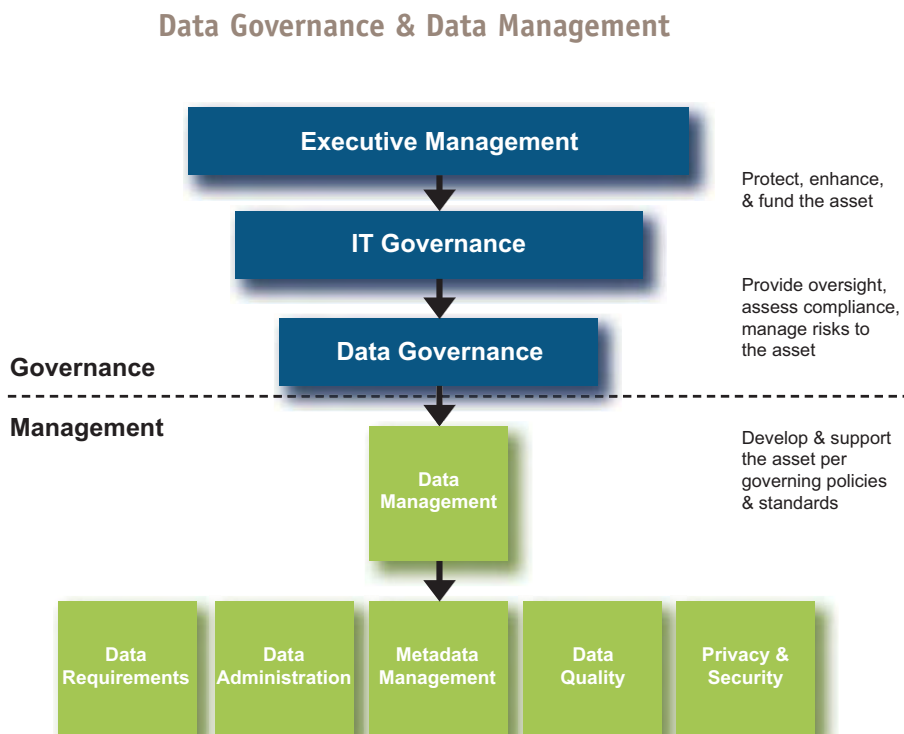 Data Governance & Data Management
Executive Management
Protect, enhance,
& fund the asset
IT Governance
Provide oversight,
assess compliance,
manage risks to
the asset
Data Governance
Governance
Management
Develop & support
the asset per
governing policies
& standards
Data
Management
Data
Requirements
Data
Administration
Metadata
Management
Data
Quality
Privacy &
Security